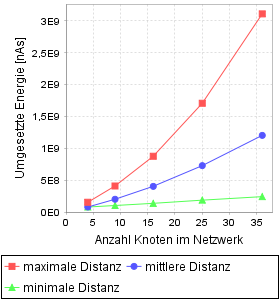 Umgesetzte Energie [nAs]
3E9
2,5E9
2E9
1,5E9
1E9
5E8
0E0
0 5 10 15 20 25 30 35
Anzahl Knoten im Netzwerk
maximale Distanz mittlere Distanz
minimale Distanz